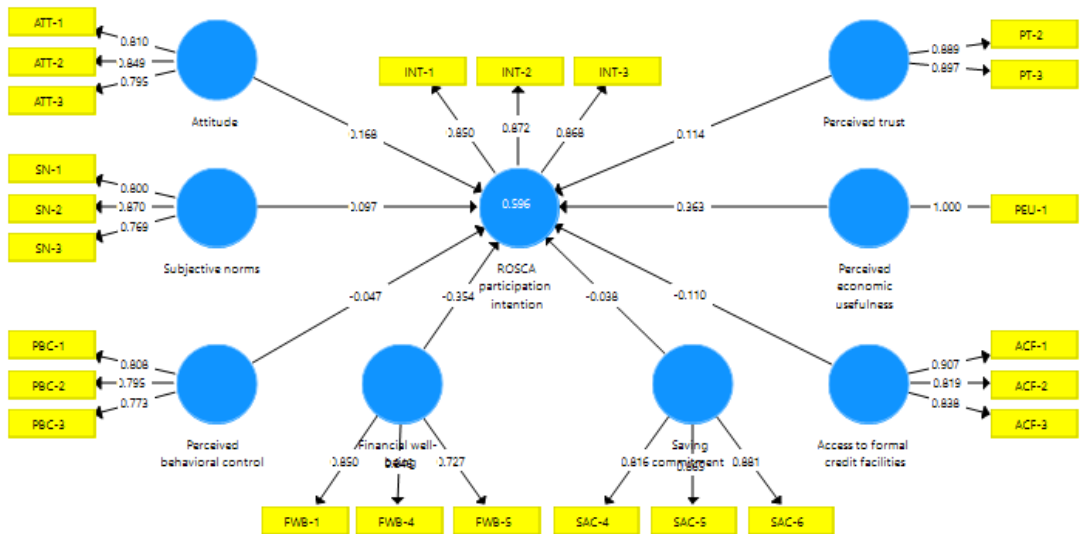 ATT-1
0.810
ATT-2
0.849
ATT-3
0.795
Attitude
INT-1
INT-2
INT-3
0.850
0.872
0.868
PT-2
0.889
PT-3
0.897
Perceived trust
0.168
0.114
SN-1
0.800
SN-2
0.870
SN-3
0.769
Subjective norms
0.097
0.596
ROSCA
participation
intention
0.363
1.000
PEU-1
Perceived
economic
usefulness
-0.047
-0.354
-0.038
-0.110
PBC-1
0.808
PBC-2
0.795
PBC-3
0.773
Perceived
behavioral control
Financial well-
being
0.850
0.727
FWB-1
FWB-4
FWB-5
Saving
commitment
0.816
0.881
SAC-4
SAC-5
SAC-6
ACF-1
0.907
ACF-2
0.819
ACF-3
0.838
Access to formal
credit facilities